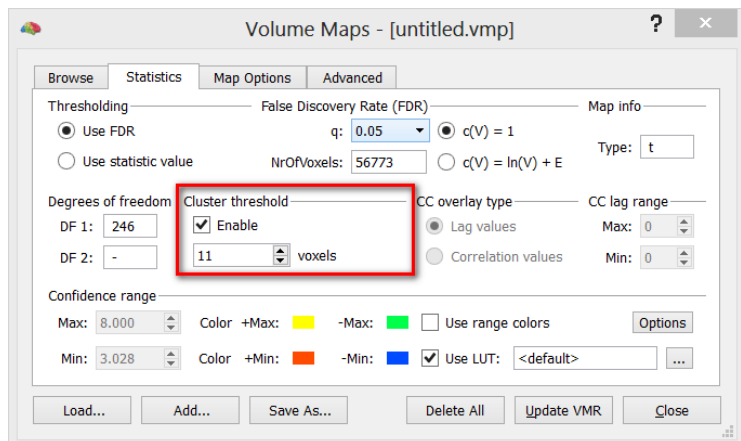 Volume Maps - [untitled.vmp] ? ×
Browse Statistics Map Options Advanced
Thresholding False Discovery Rate (FDR) Map info
Use FDR q: 0.05 c(V) = 1 Type: t
Use statistic value NrOfVoxels: 56773 c(V) = ln(V) + E
Degrees of freedom Cluster threshold CC overlay type CC lag range
DF 1: 246 Enable Lag values Max: 0
DF 2: - 11 voxels Correlation values Min: 0
Confidence range
Max: 8.000 Color +Max: -Max: Use range colors Options
Min: 3.028 Color +Min: -Min: Use LUT: <default> ...
Load... Add... Save As... Delete All Update VMR Close